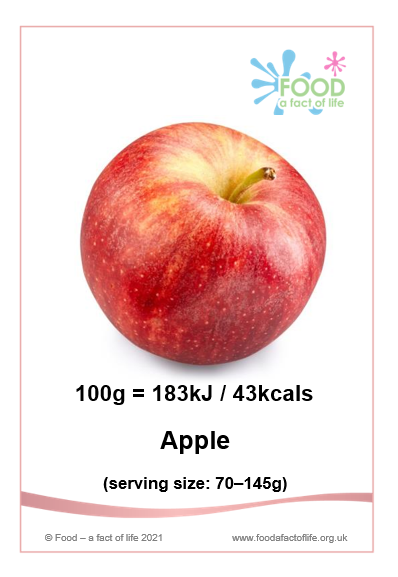 FOOD
a fact of life
100g = 183kJ / 43kcals
Apple
(serving size: 70–145g)
© Food – a fact of life 2021 www.foodafactoflife.org.uk